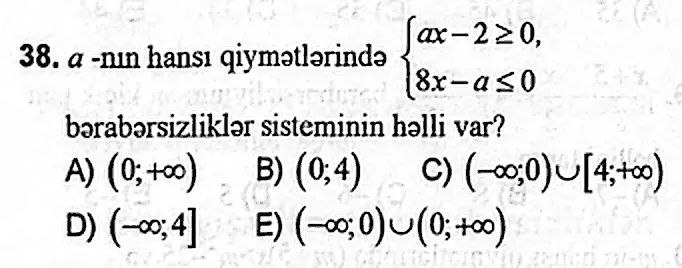 38. a -nın hansı qiymətlərində { ax − 2 ≥ 0,
8x − a ≤ 0
bərabərsizliklər sisteminin həlli var?
A) (0; +∞) B) (0; 4) C) (−∞; 0) ∪ [4; +∞)
D) (−∞; 4] E) (−∞; 0) ∪ (0; +∞)